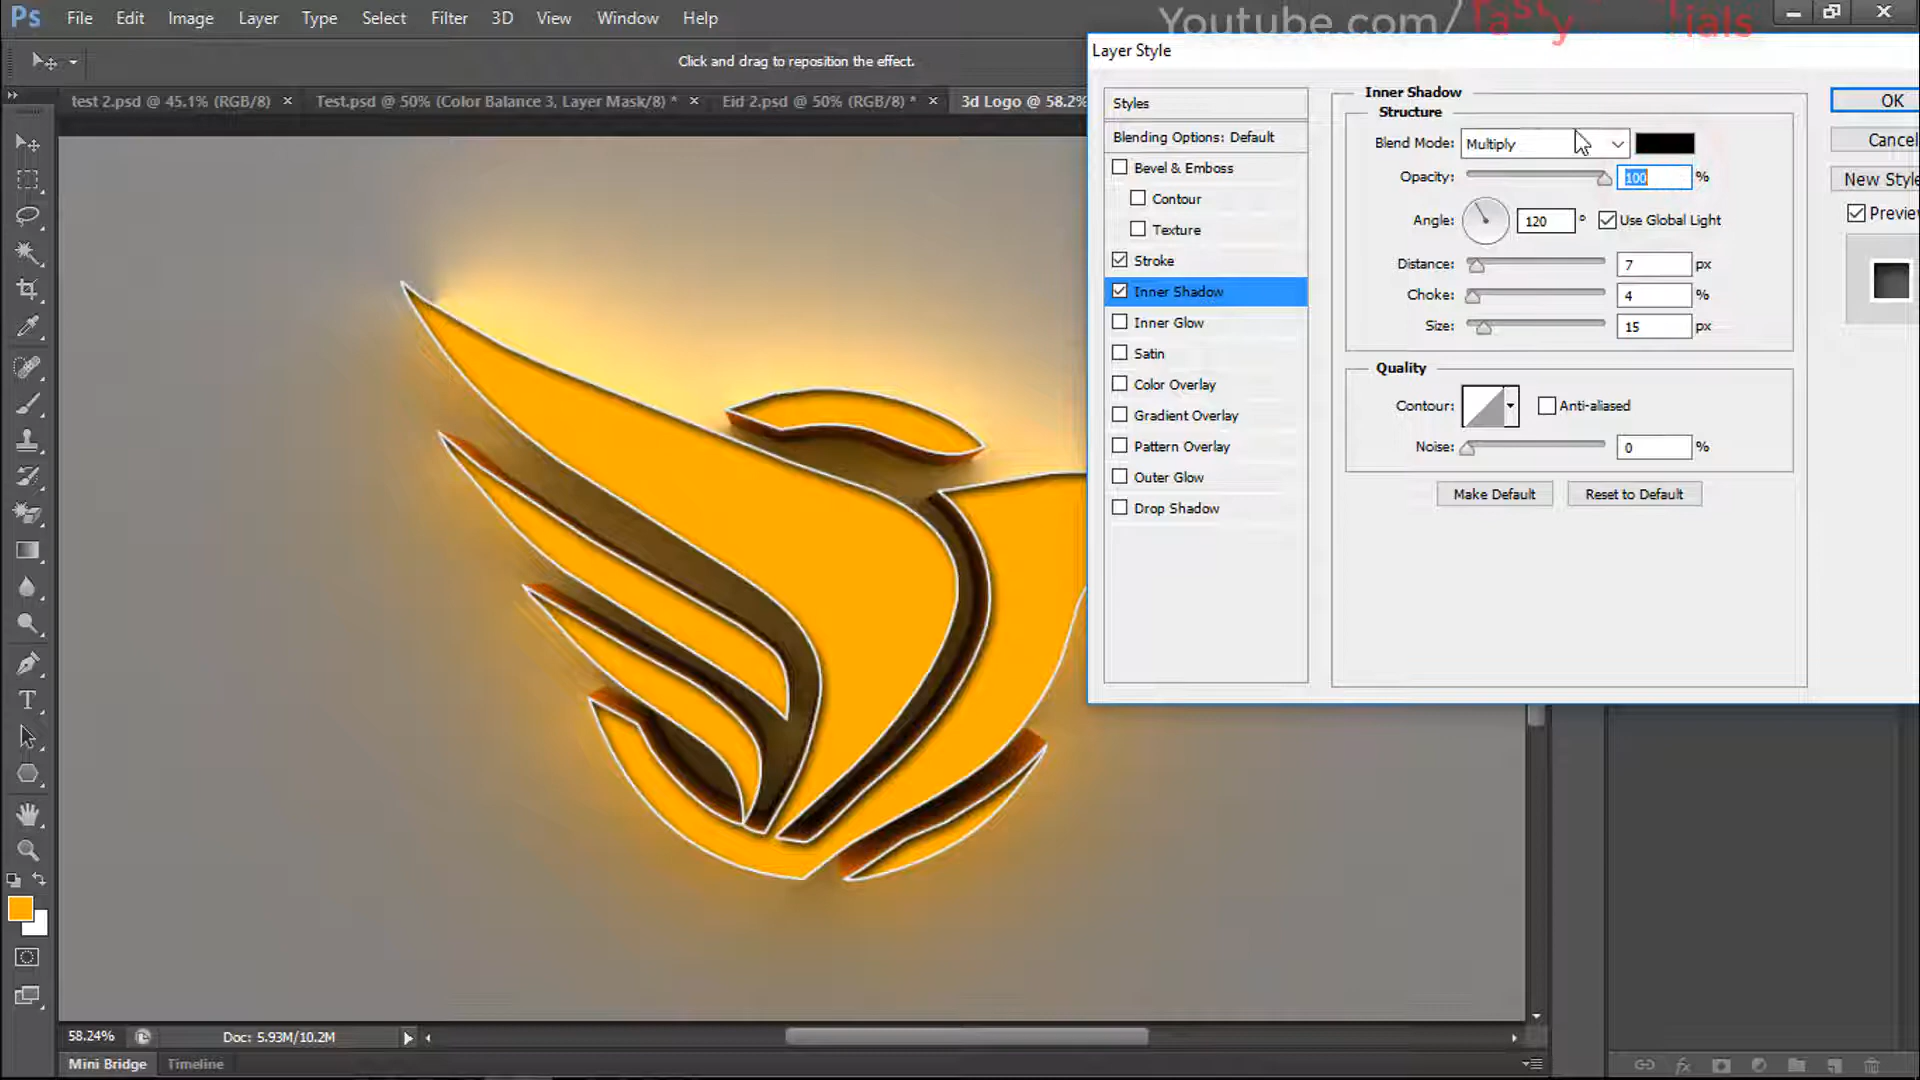 Ps File Edit Image Layer Type Select Filter 3D View Window Help
Youtube.com/Tasty
Click and drag to reposition the effect.
test 2.psd @ 45.1% (RGB/8) × Test.psd @ 50% (Color Balance 3, Layer Mask/8) * × Eid 2.psd @ 50% (RGB/8) * × 3d Logo @ 58.2%
Layer Style
Styles
Blending Options: Default
Bevel & Emboss
Contour
Texture
Stroke
Inner Shadow
Inner Glow
Satin
Color Overlay
Gradient Overlay
Pattern Overlay
Outer Glow
Drop Shadow
Inner Shadow
Structure
Blend Mode: Multiply
Opacity: 100 %
Angle: 120 ° Use Global Light
Distance: 7 px
Choke: 4 %
Size: 15 px
Quality
Contour: Anti-aliased
Noise: 0 %
Make Default Reset to Default
OK
Cancel
New Style
Preview
58.24% Doc: 5.93M/10.2M
Mini Bridge Timeline